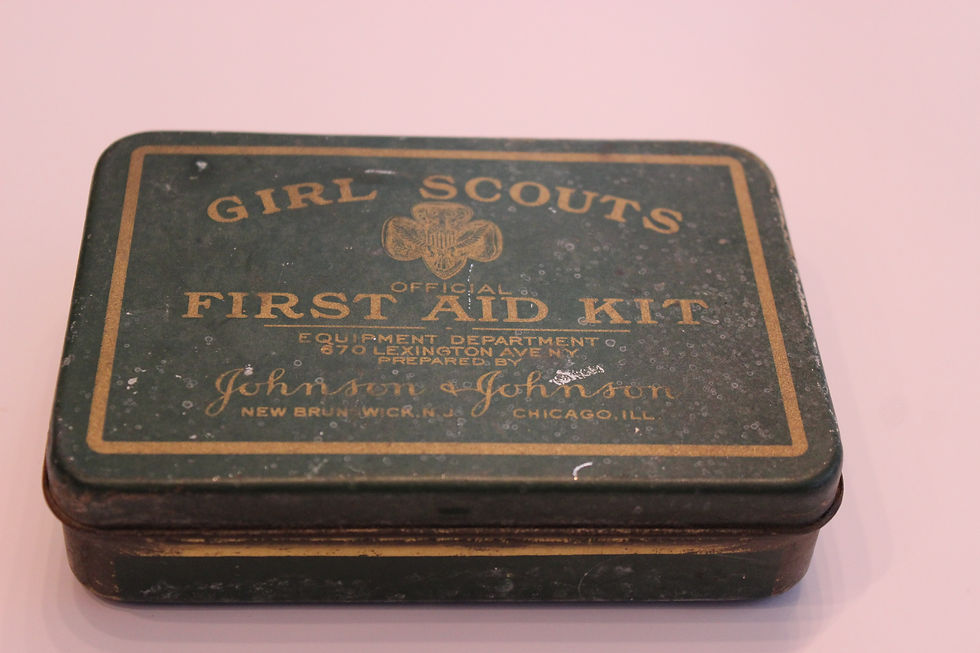 GIRL SCOUTS
OFFICIAL
FIRST AID KIT
EQUIPMENT DEPARTMENT
670 LEXINGTON AVE NY
PREPARED BY
Johnson & Johnson
NEW BRUNSWICK, N.J. CHICAGO, ILL.